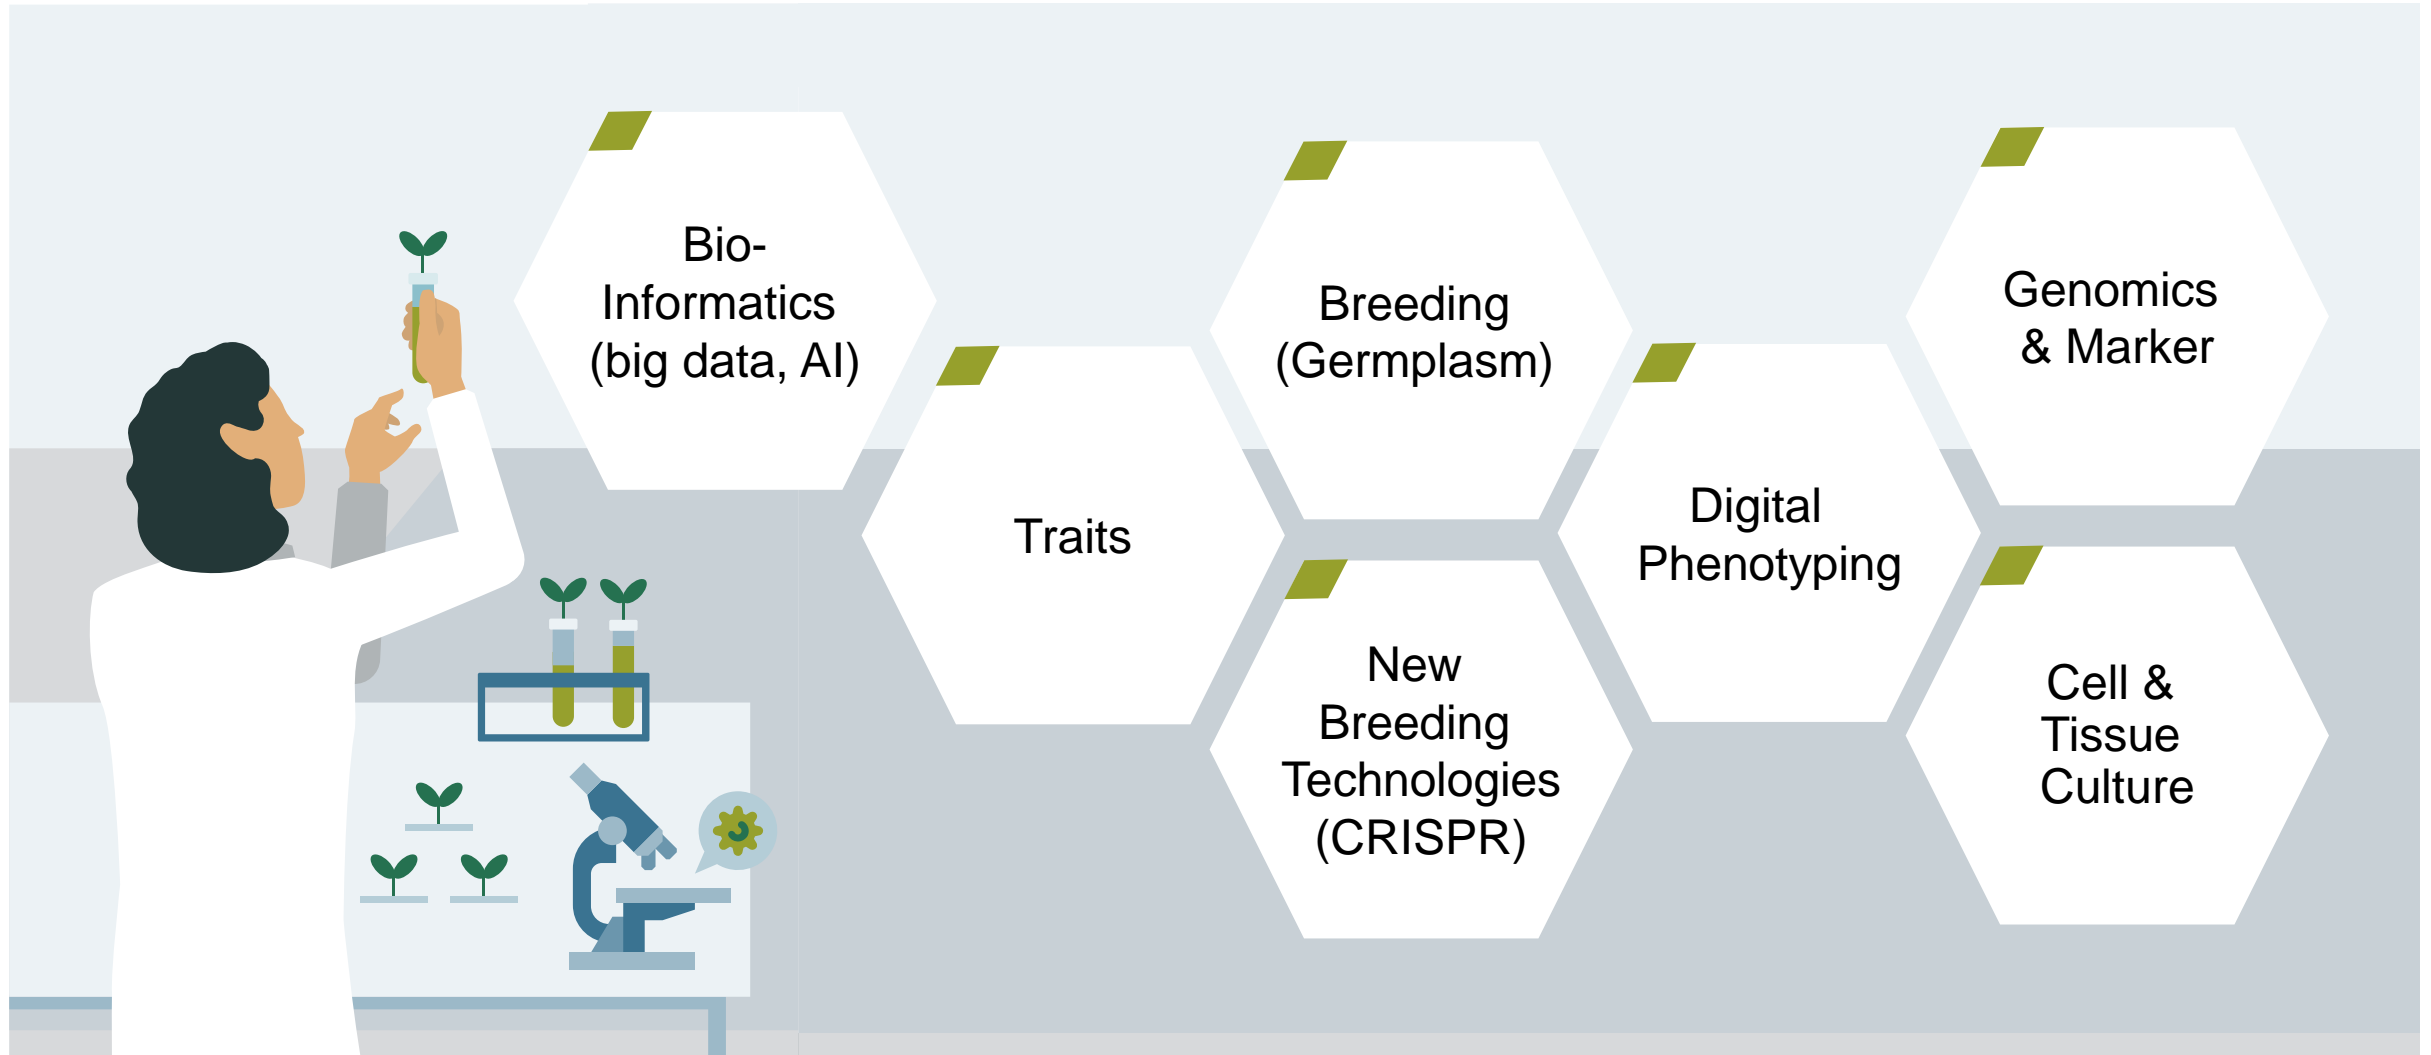 Bio-
Informatics
(big data, AI)
Traits
Breeding
(Germplasm)
New
Breeding
Technologies
(CRISPR)
Digital
Phenotyping
Genomics
& Marker
Cell &
Tissue
Culture